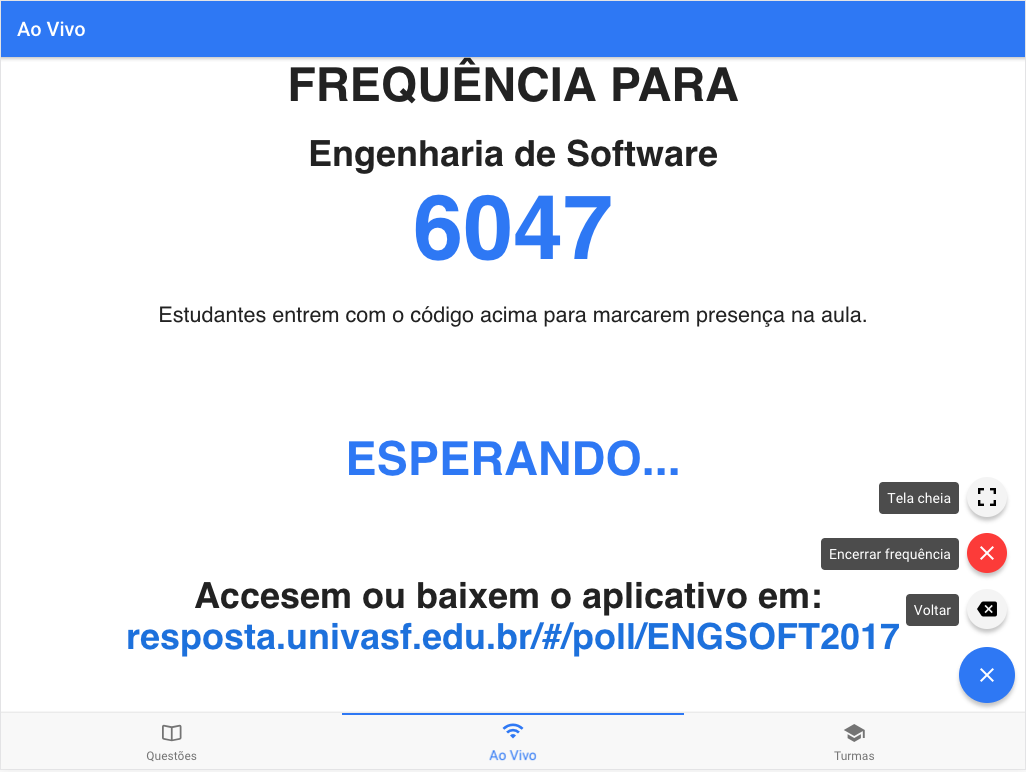 Ao Vivo
FREQUÊNCIA PARA
Engenharia de Software
6047
Estudantes entrem com o código acima para marcarem presença na aula.
ESPERANDO...
Tela cheia
Encerrar frequência
Accesem ou baixem o aplicativo em:
Voltar
resposta.univasf.edu.br/#/poll/ENGSOFT2017
Questões
Ao Vivo
Turmas